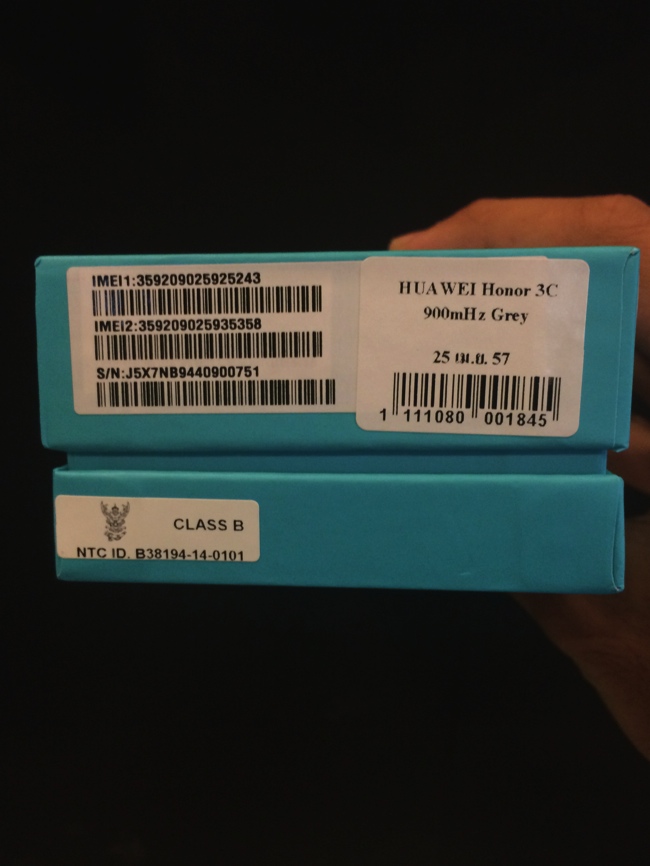 IMEI1:359209025925243
IMEI2:359209025935358
S/N:J5X7NB9440900751
HUAWEI Honor 3C
900mHz Grey
25 เม.ย. 57
1 111080 001845
CLASS B
NTC ID. B38194-14-0101